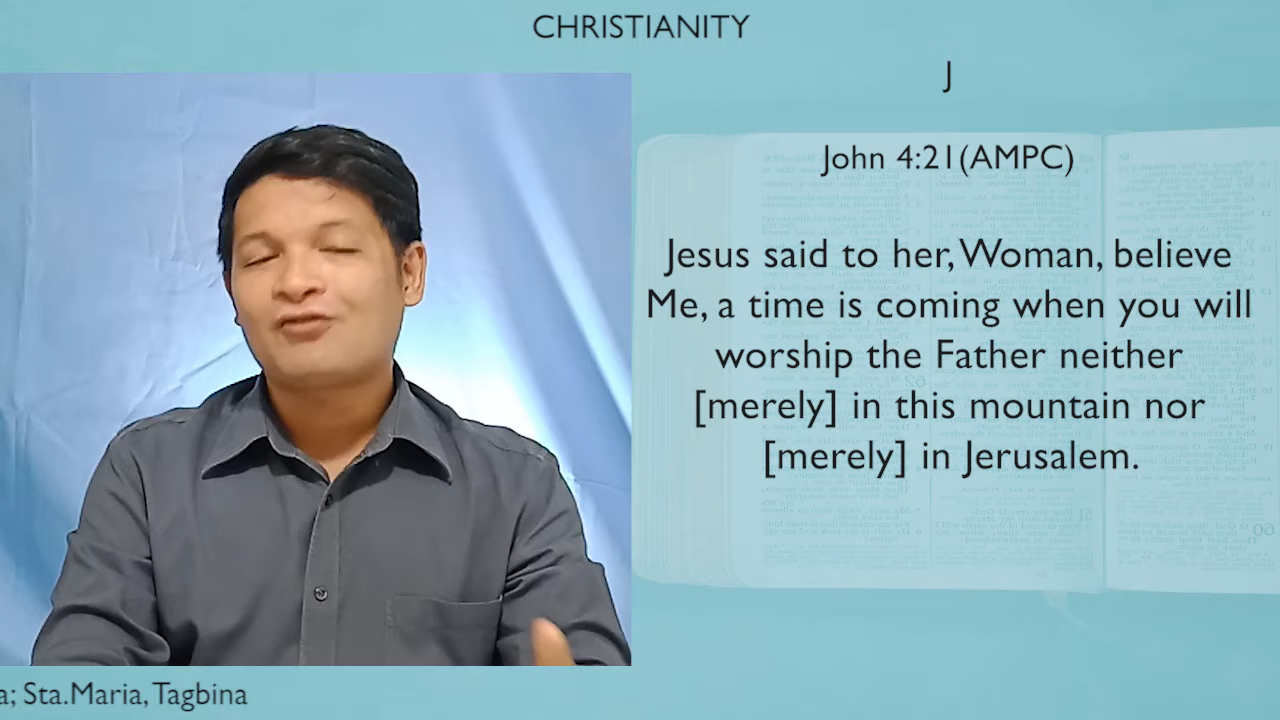 CHRISTIANITY
J
John 4:21(AMPC)
Jesus said to her, Woman, believe
Me, a time is coming when you will
worship the Father neither
[merely] in this mountain nor
[merely] in Jerusalem.
a; Sta.Maria, Tagbina